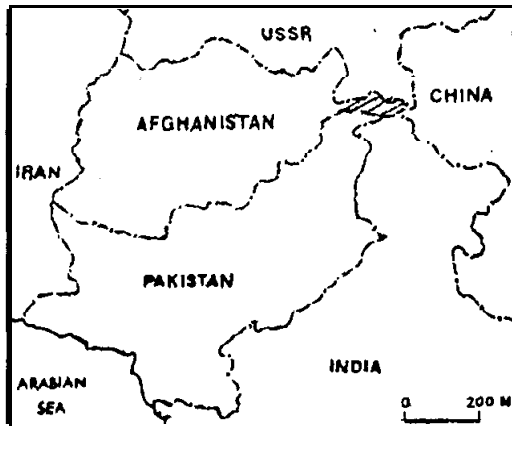 USSR
CHINA
AFGHANISTAN
IRAN
PAKISTAN
INDIA
ARABIAN
SEA
0 200 M